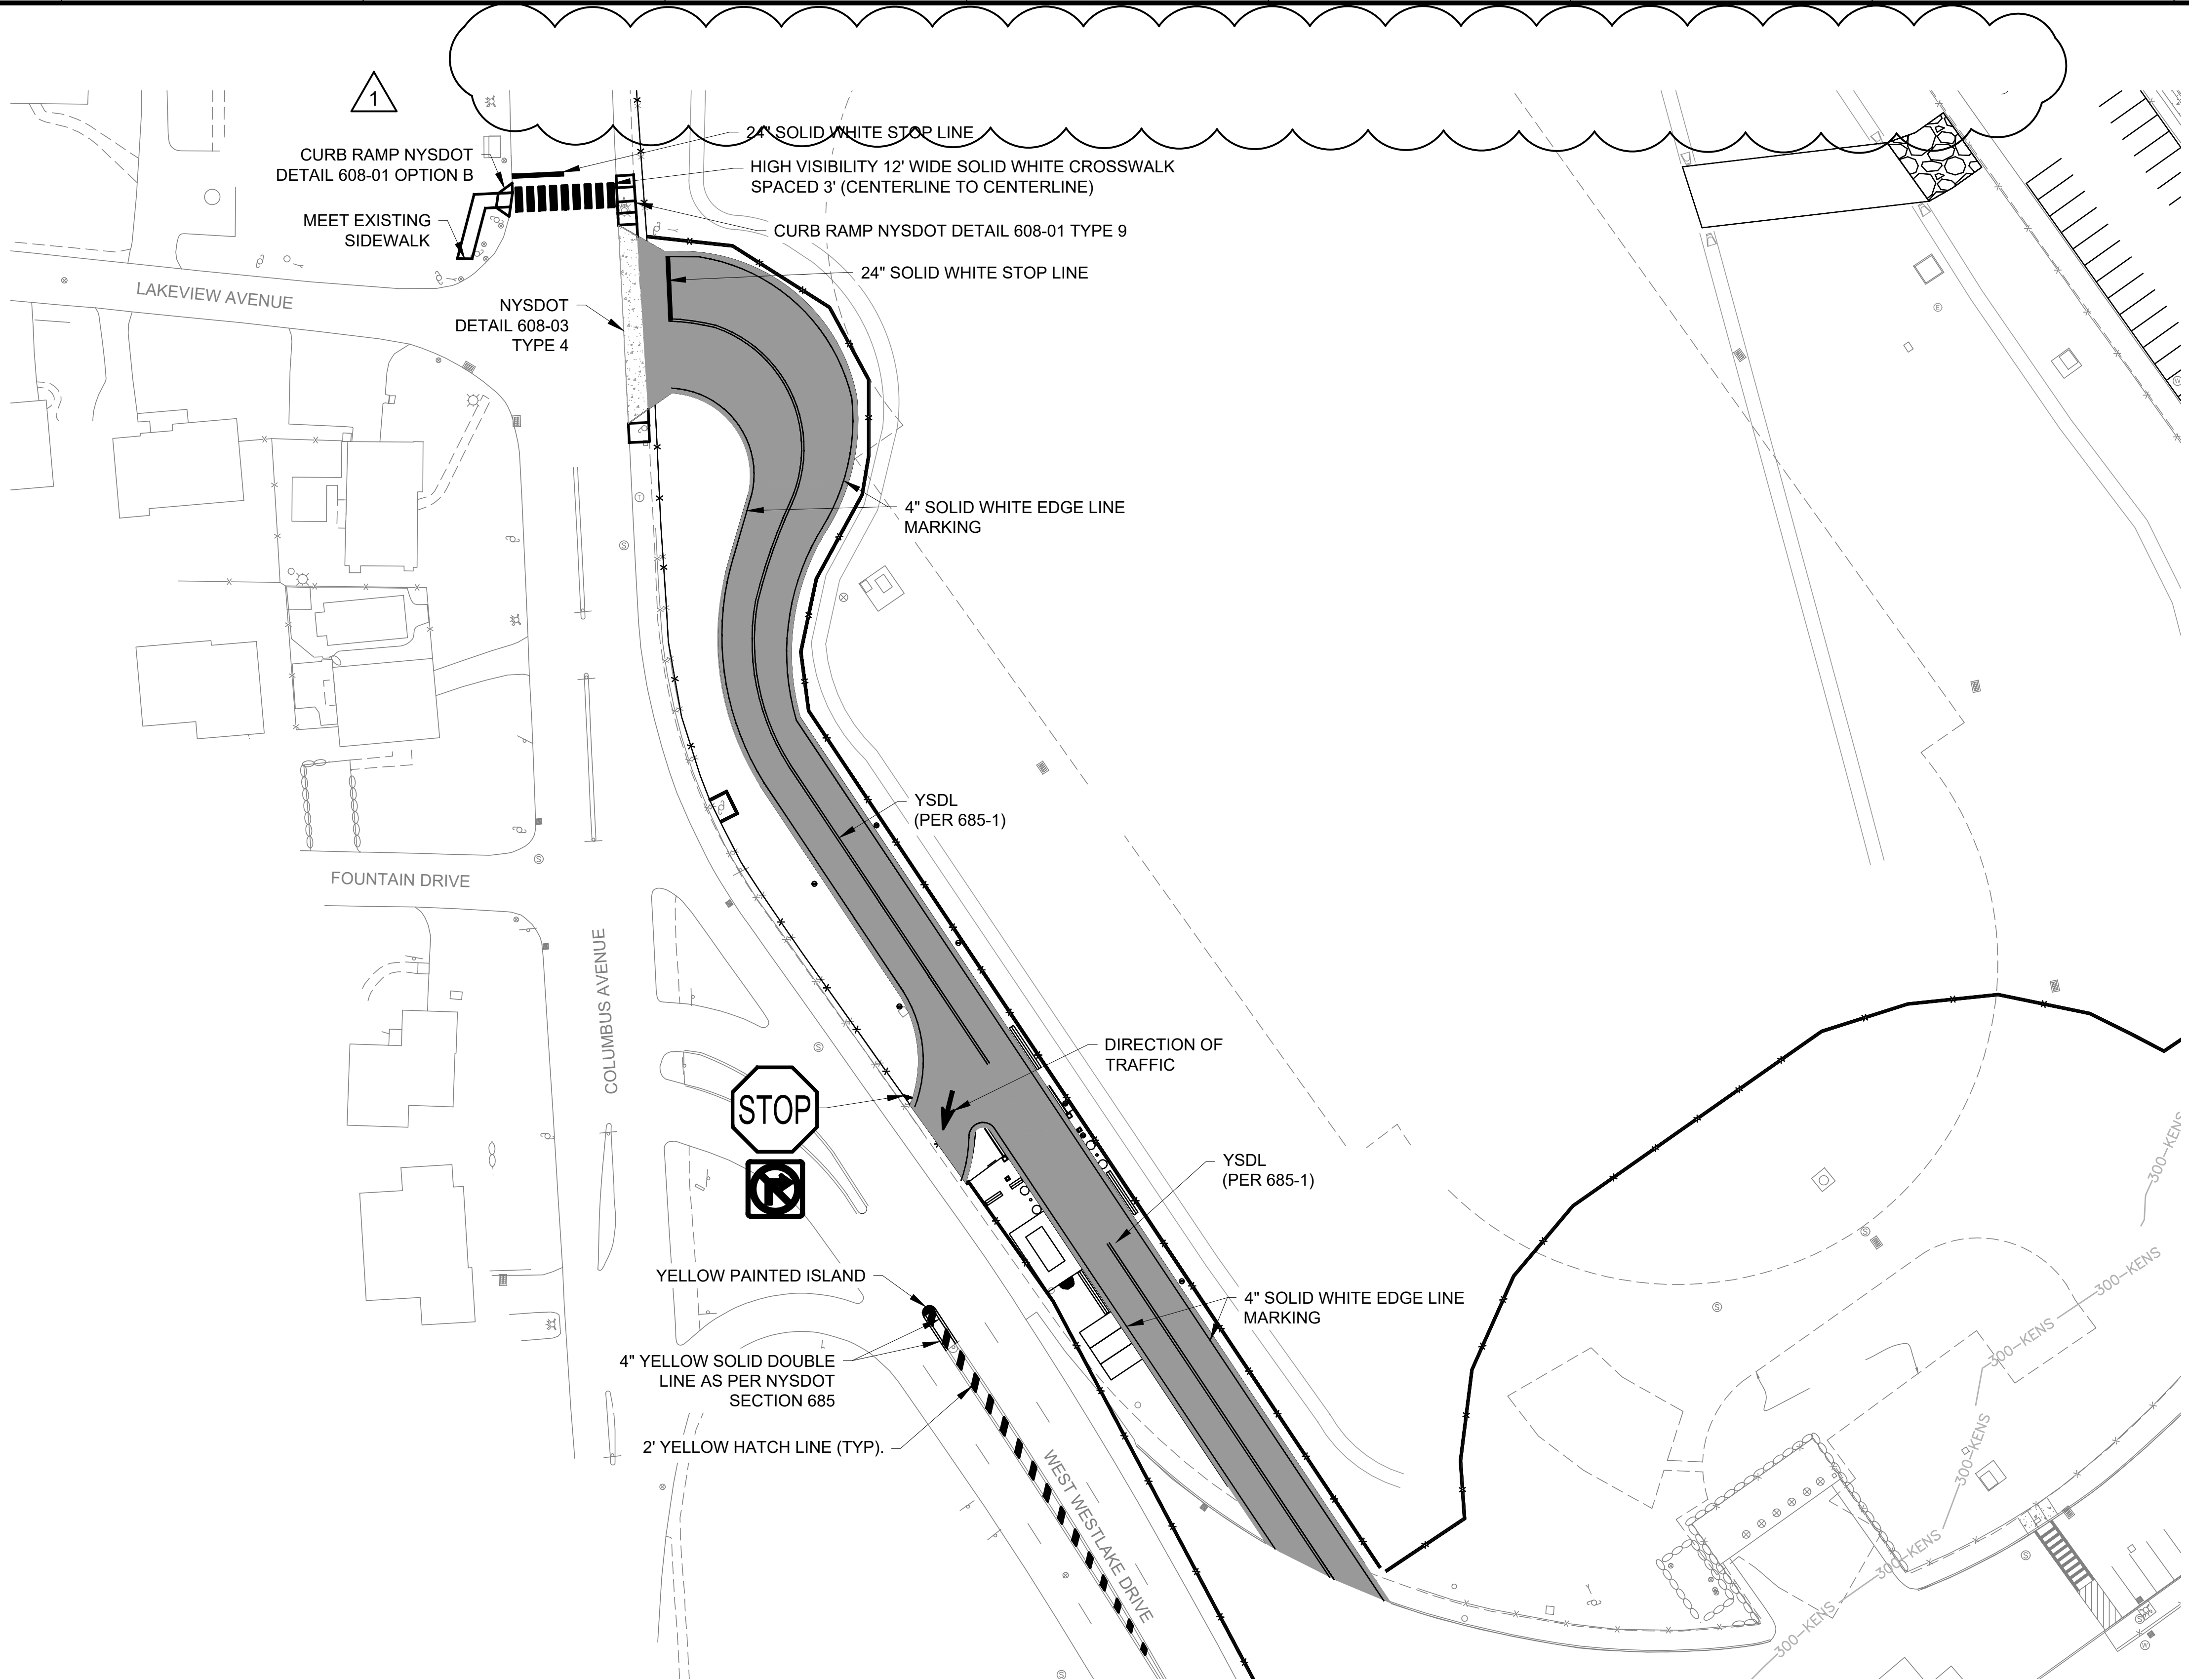 1
24" SOLID WHITE STOP LINE
CURB RAMP NYSDOT
DETAIL 608-01 OPTION B
HIGH VISIBILITY 12' WIDE SOLID WHITE CROSSWALK
SPACED 3' (CENTERLINE TO CENTERLINE)
MEET EXISTING
SIDEWALK
CURB RAMP NYSDOT DETAIL 608-01 TYPE 9
24" SOLID WHITE STOP LINE
LAKEVIEW AVENUE
NYSDOT
DETAIL 608-03
TYPE 4
4" SOLID WHITE EDGE LINE
MARKING
YSDL
(PER 685-1)
FOUNTAIN DRIVE
COLUMBUS AVENUE
DIRECTION OF
TRAFFIC
STOP
YSDL
(PER 685-1)
YELLOW PAINTED ISLAND
4" SOLID WHITE EDGE LINE
MARKING
4" YELLOW SOLID DOUBLE
LINE AS PER NYSDOT
SECTION 685
2' YELLOW HATCH LINE (TYP).
WEST WESTLAKE DRIVE
300-KENS
300-KENS
300-KENS
300-KENS
300-KENS
300-KENS